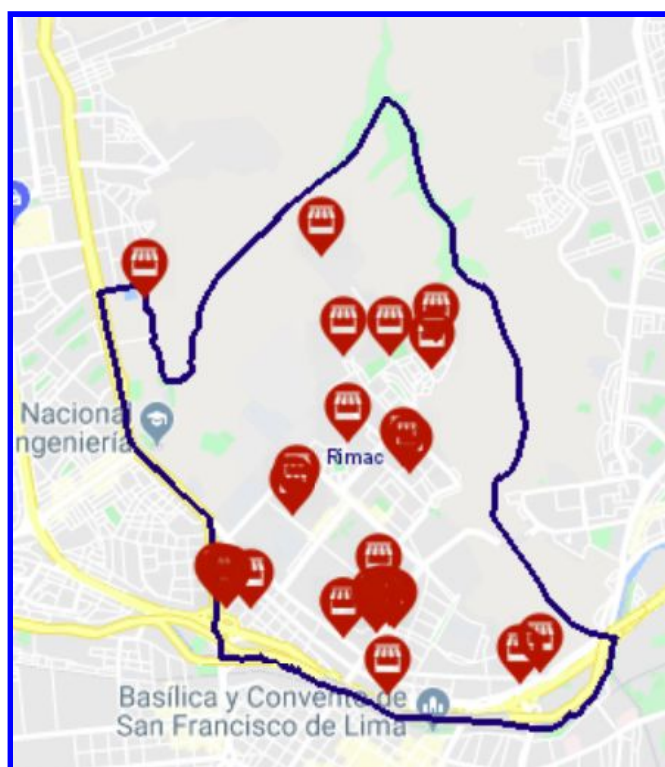 Nacional
ngeniería
Rimac
Basílica y Convento de
San Francisco de Lima